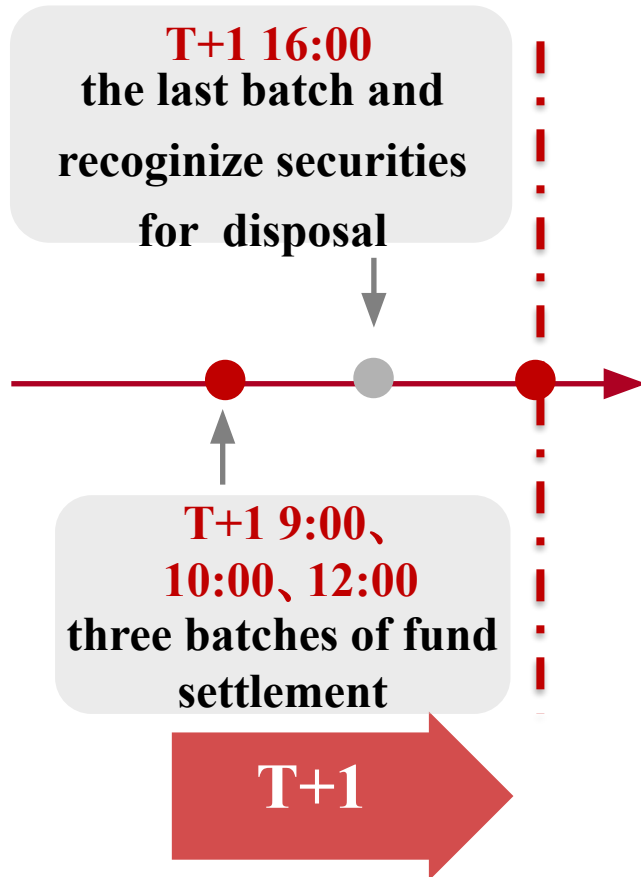 T+1 16:00
the last batch and
recoginize securities
for disposal
T+1 9:00、
10:00、12:00
three batches of fund
settlement
T+1